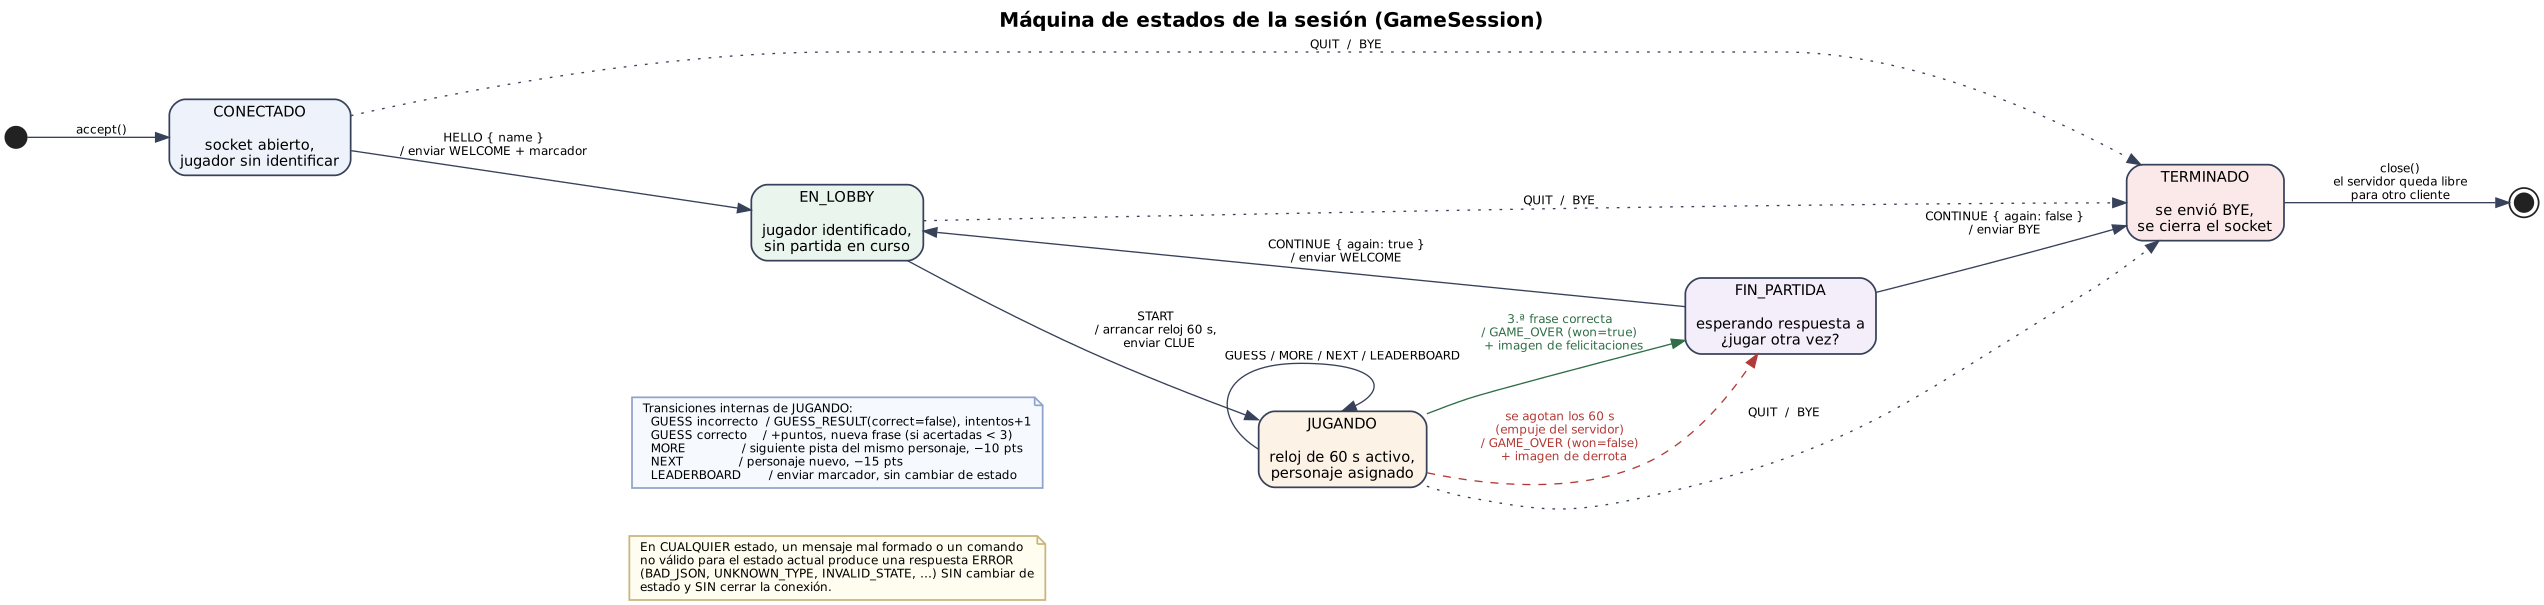 Máquina de estados de la sesión (GameSession)
QUIT / BYE
accept()
CONECTADO
socket abierto,
jugador sin identificar
HELLO { name }
/ enviar WELCOME + marcador
EN_LOBBY
jugador identificado,
sin partida en curso
QUIT / BYE
CONTINUE { again: true }
/ enviar WELCOME
CONTINUE { again: false }
/ enviar BYE
TERMINADO
se envió BYE,
se cierra el socket
close()
el servidor queda libre
para otro cliente
FIN_PARTIDA
esperando respuesta a
¿jugar otra vez?
START
/ arrancar reloj 60 s,
enviar CLUE
GUESS / MORE / NEXT / LEADERBOARD
3.ª frase correcta
/ GAME_OVER (won=true)
+ imagen de felicitaciones
JUGANDO
reloj de 60 s activo,
personaje asignado
se agotan los 60 s
(empuje del servidor)
/ GAME_OVER (won=false)
+ imagen de derrota
QUIT / BYE
Transiciones internas de JUGANDO:
GUESS incorrecto / GUESS_RESULT(correct=false), intentos+1
GUESS correcto / +puntos, nueva frase (si acertadas < 3)
MORE / siguiente pista del mismo personaje, −10 pts
NEXT / personaje nuevo, −15 pts
LEADERBOARD / enviar marcador, sin cambiar de estado
En CUALQUIER estado, un mensaje mal formado o un comando
no válido para el estado actual produce una respuesta ERROR
(BAD_JSON, UNKNOWN_TYPE, INVALID_STATE, ...) SIN cambiar de
estado y SIN cerrar la conexión.